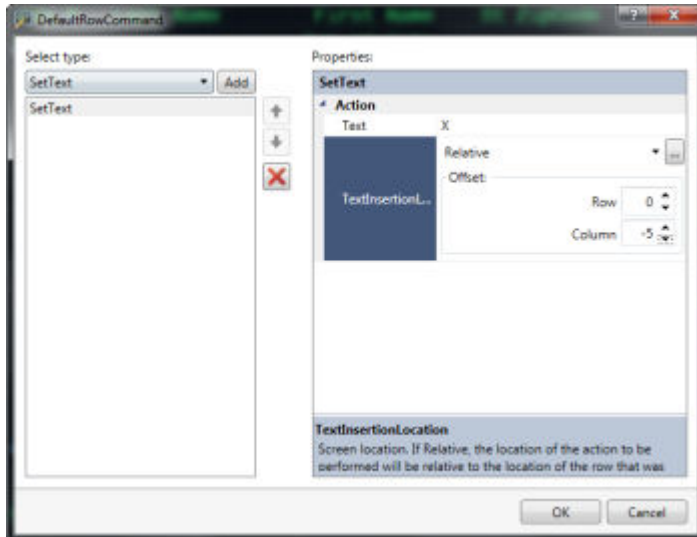 DefaultRowCommand
Select type:
SetText
Add
SetText
Properties:
SetText
Action
Text X
Relative
...
TextInsertionL...
Offset:
Row 0
Column -5
TextInsertionLocation
Screen location. If Relative, the location of the action to be
performed will be relative to the location of the row that was
OK
Cancel